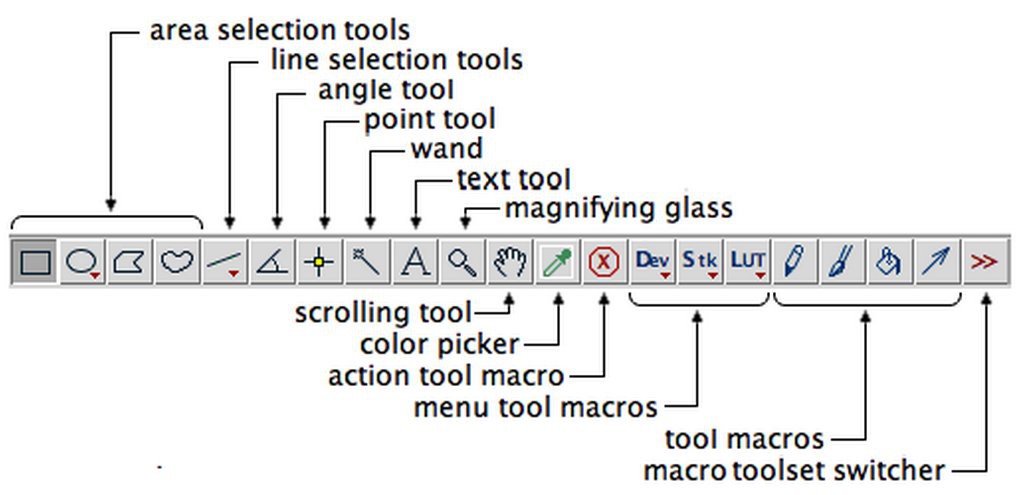 area selection tools
line selection tools
angle tool
point tool
wand
text tool
magnifying glass
A
X
Dev
Stk
LUT
>>
scrolling tool
color picker
action tool macro
menu tool macros
tool macros
macro toolset switcher